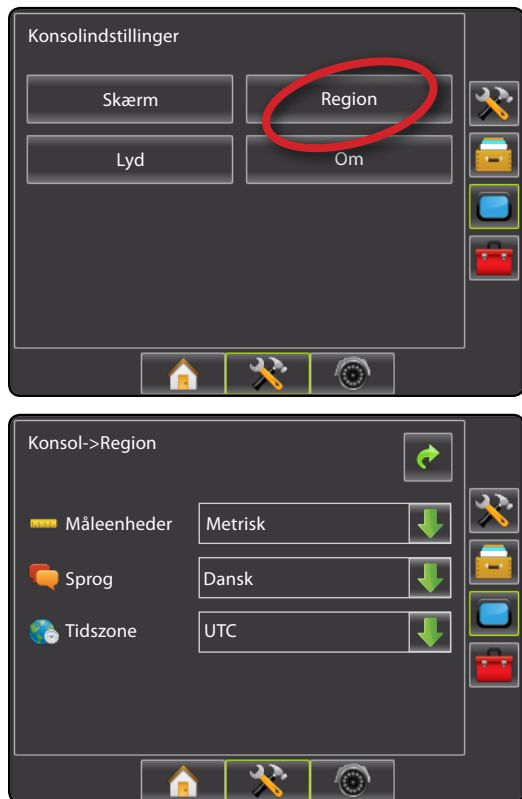 Konsolindstillinger
Skærm Region
Lyd Om
Konsol->Region
Måleenheder Metrisk
Sprog Dansk
Tidszone UTC